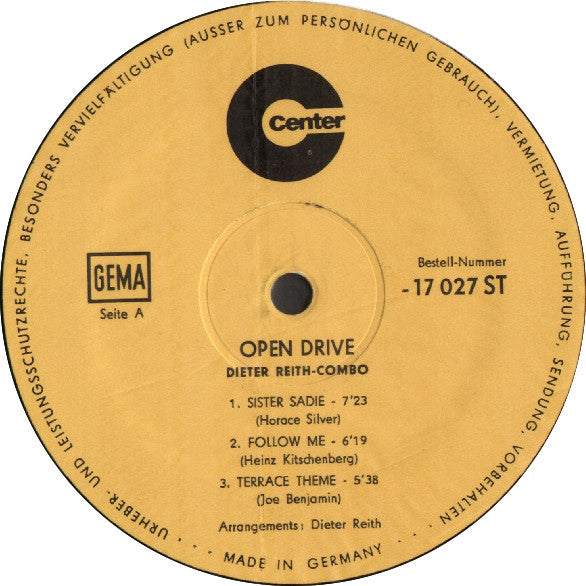 URHEBER- UND LEISTUNGSSCHUTZRECHTE, BESONDERS VERVIELFÄLTIGUNG (AUSSER ZUM PERSÖNLICHEN GEBRAUCH), VERMIETUNG, AUFFÜHRUNG, SENDUNG, VORBEHALTEN . . .
Center
GEMA
Seite A
Bestell-Nummer
-17 027 ST
OPEN DRIVE
DIETER REITH-COMBO
1. SISTER SADIE - 7'23
(Horace Silver)
2. FOLLOW ME - 6'19
(Heinz Kitschenberg)
3. TERRACE THEME - 5'38
(Joe Benjamin)
Arrangements: Dieter Reith
. . . MADE IN GERMANY . . .